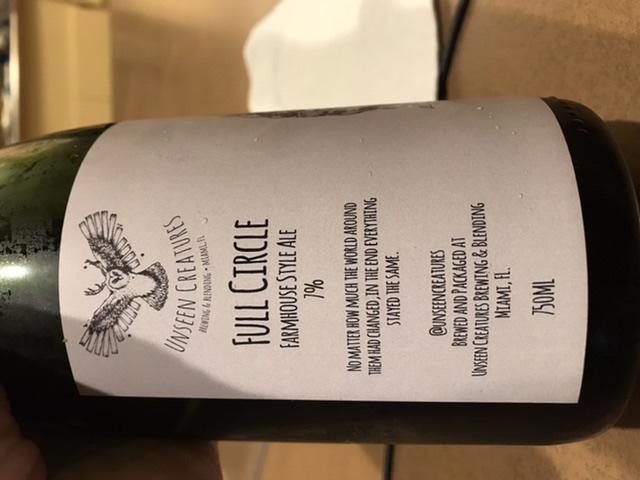 UNSEEN CREATURES
BREWING & BLENDING • MIAMI, FL
FULL CIRCLE
FARMHOUSE STYLE ALE
7%
NO MATTER HOW MUCH THE WORLD AROUND
THEM HAD CHANGED, IN THE END EVERYTHING
STAYED THE SAME.
@UNSEENCREATURES
BREWED AND PACKAGED AT
UNSEEN CREATURES BREWING & BLENDING
MIAMI, FL.
750ML